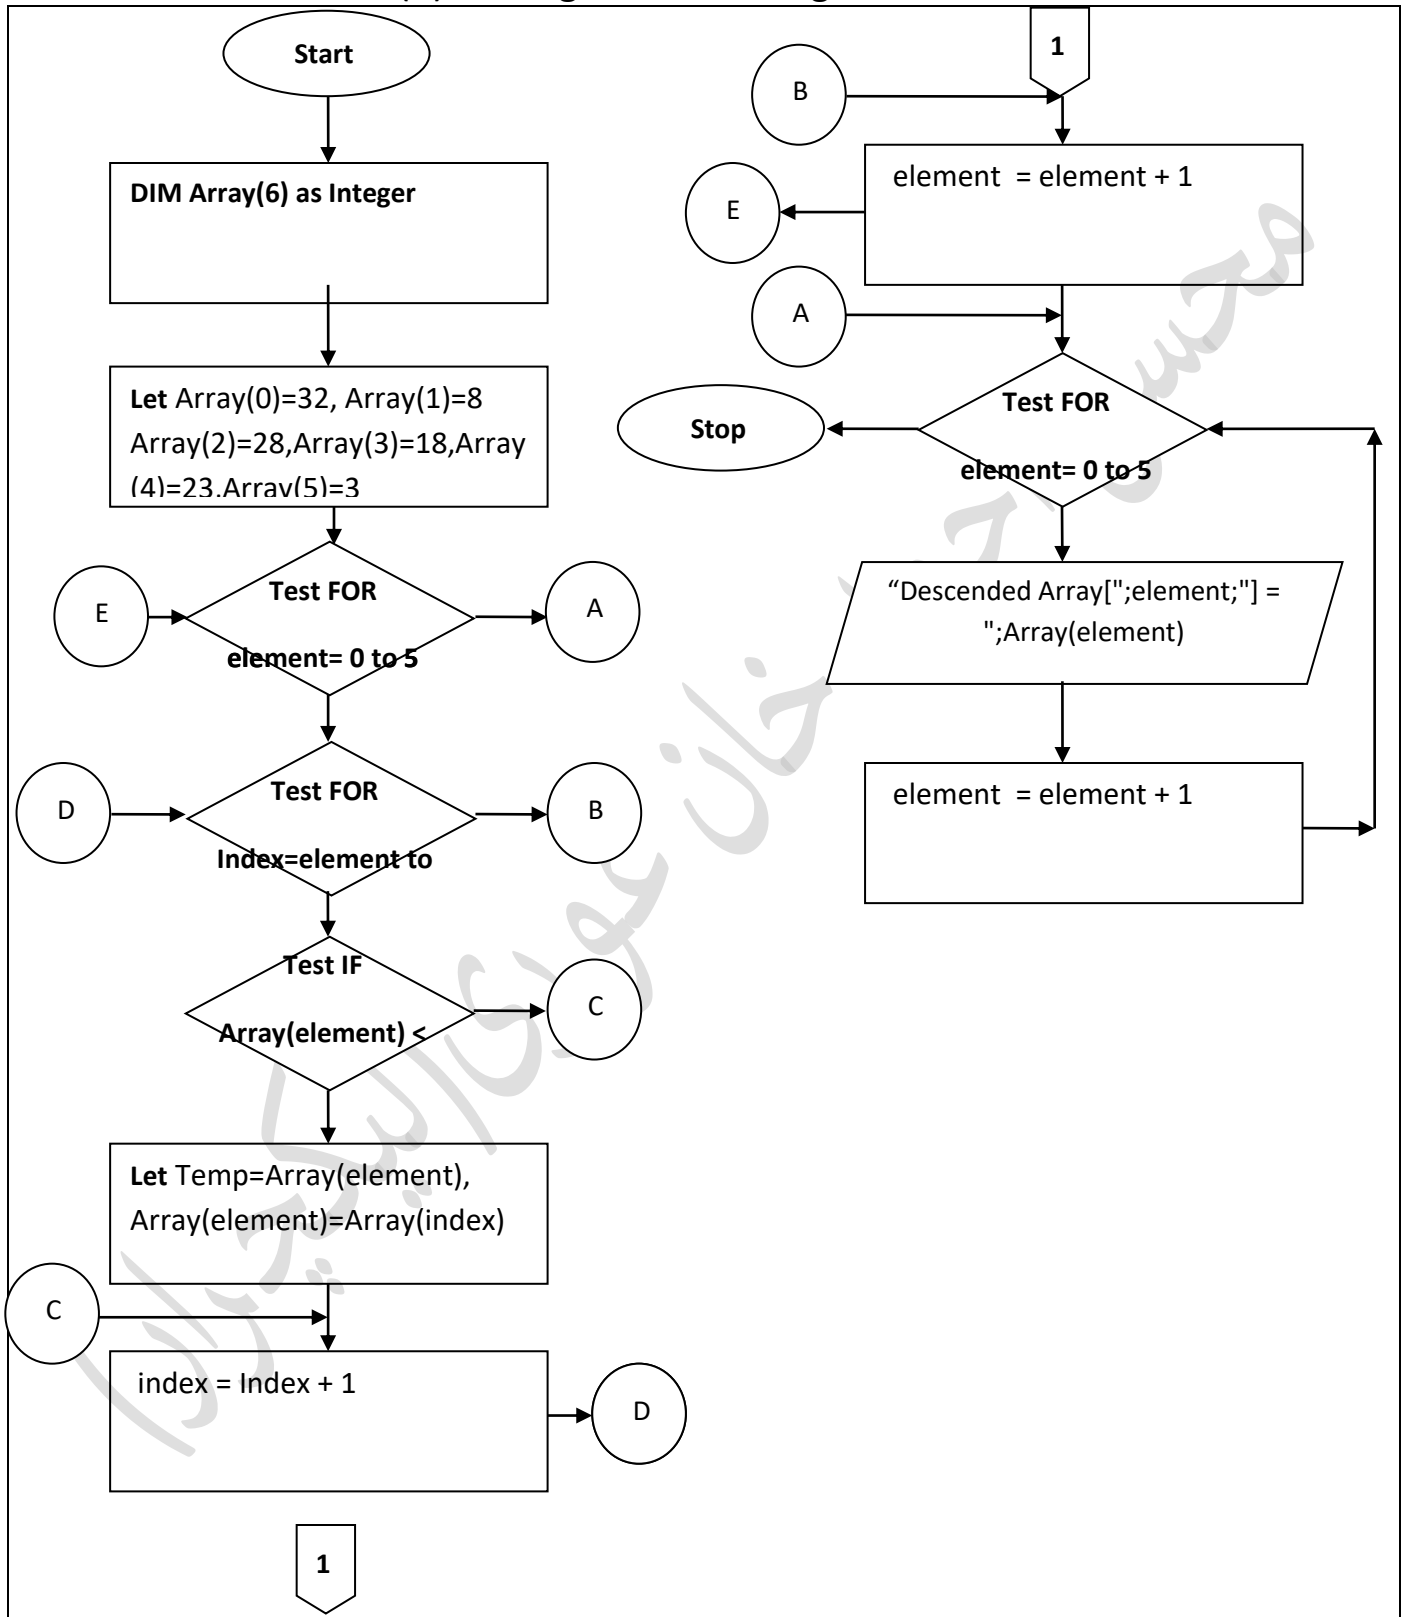 Start
DIM Array(6) as Integer
Let Array(0)=32, Array(1)=8
Array(2)=28,Array(3)=18,Array
(4)=23,Array(5)=3
E
Test FOR
element= 0 to 5
A
D
Test FOR
Index=element to
B
Test IF
Array(element) <
C
Let Temp=Array(element),
Array(element)=Array(index)
C
index = Index + 1
D
1
1
B
element = element + 1
E
A
Test FOR
element= 0 to 5
Stop
“Descended Array[";element;"] =
";Array(element)
element = element + 1
خان غوری